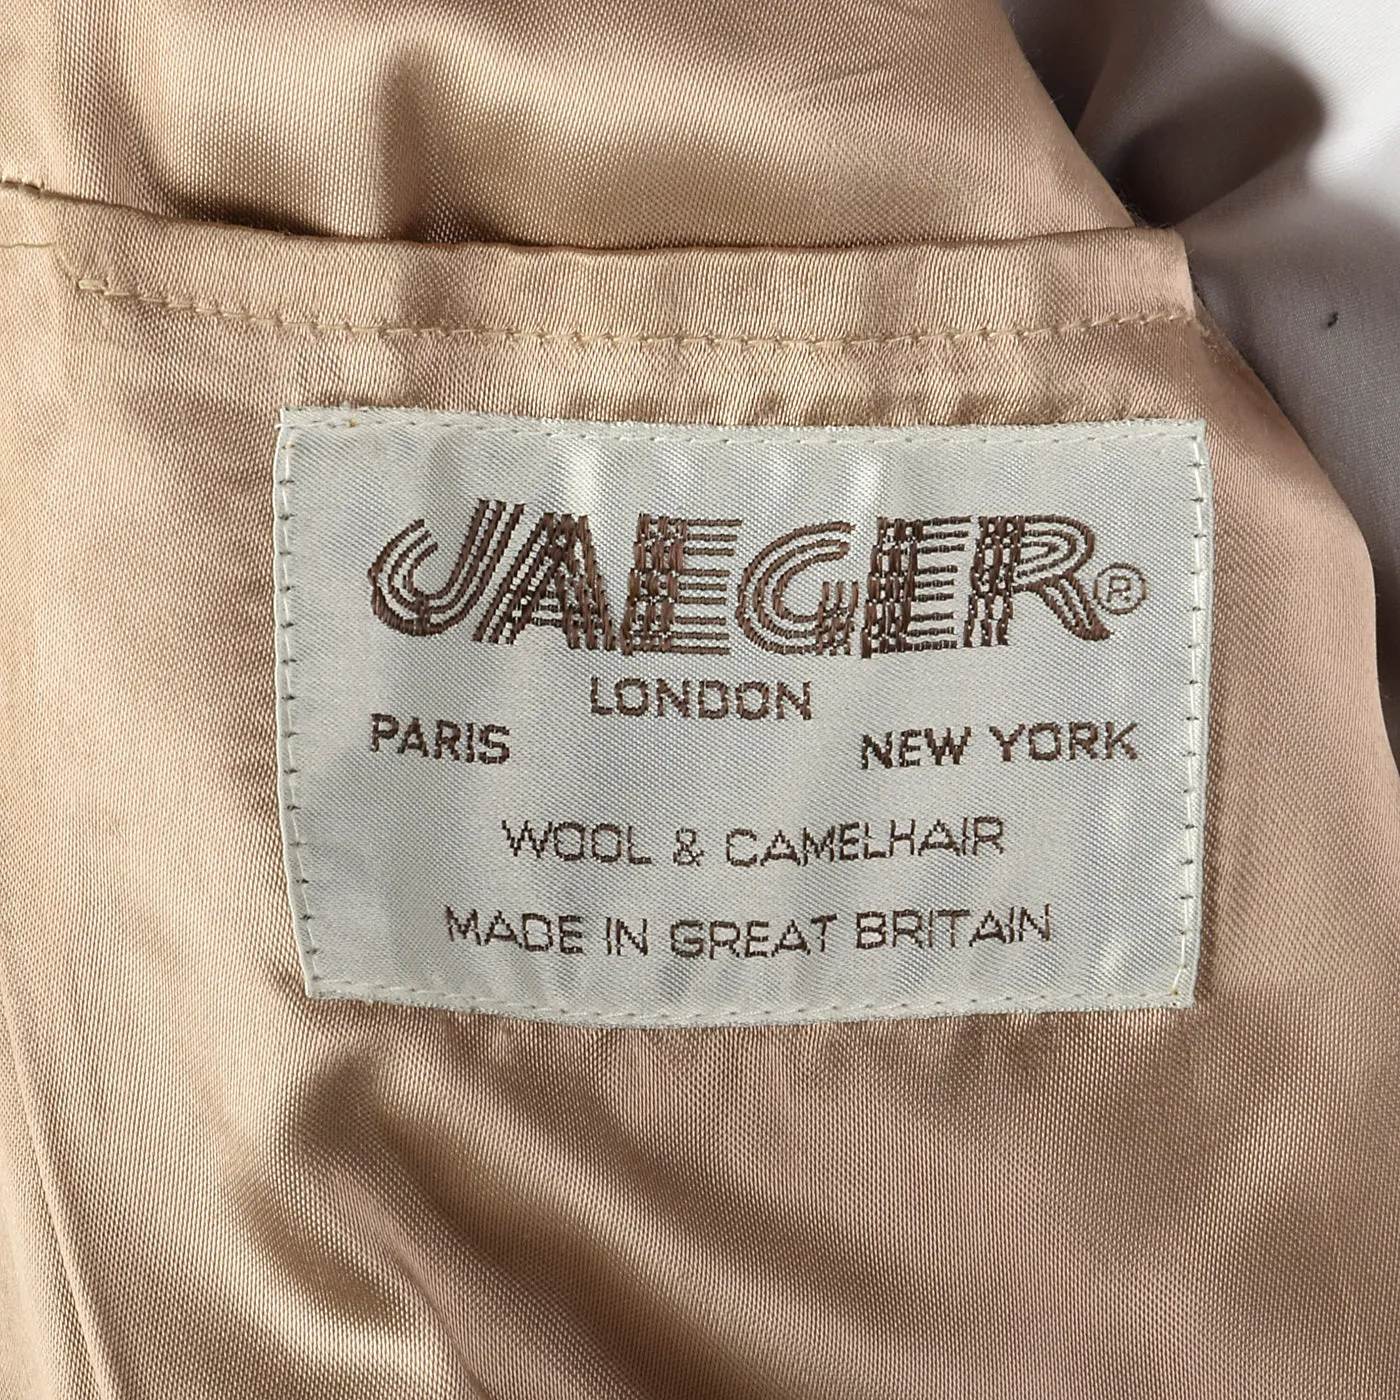 JAEGER®
LONDON
PARIS NEW YORK
WOOL & CAMELHAIR
MADE IN GREAT BRITAIN